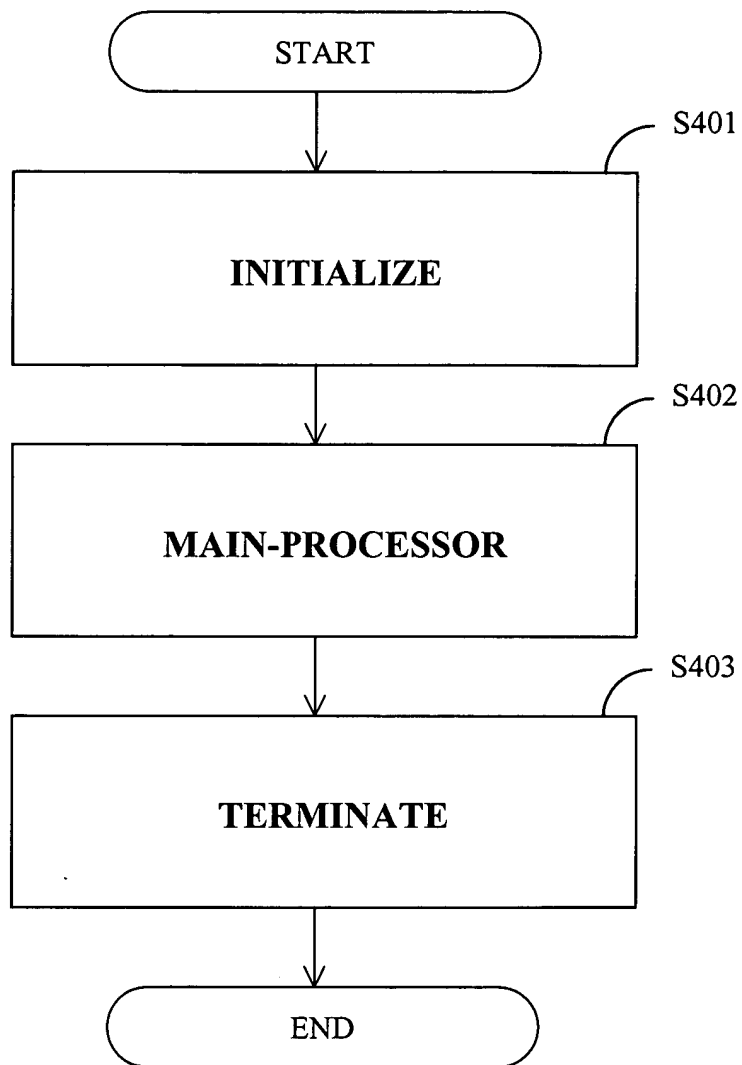 START
S401
INITIALIZE
S402
MAIN-PROCESSOR
S403
TERMINATE
END